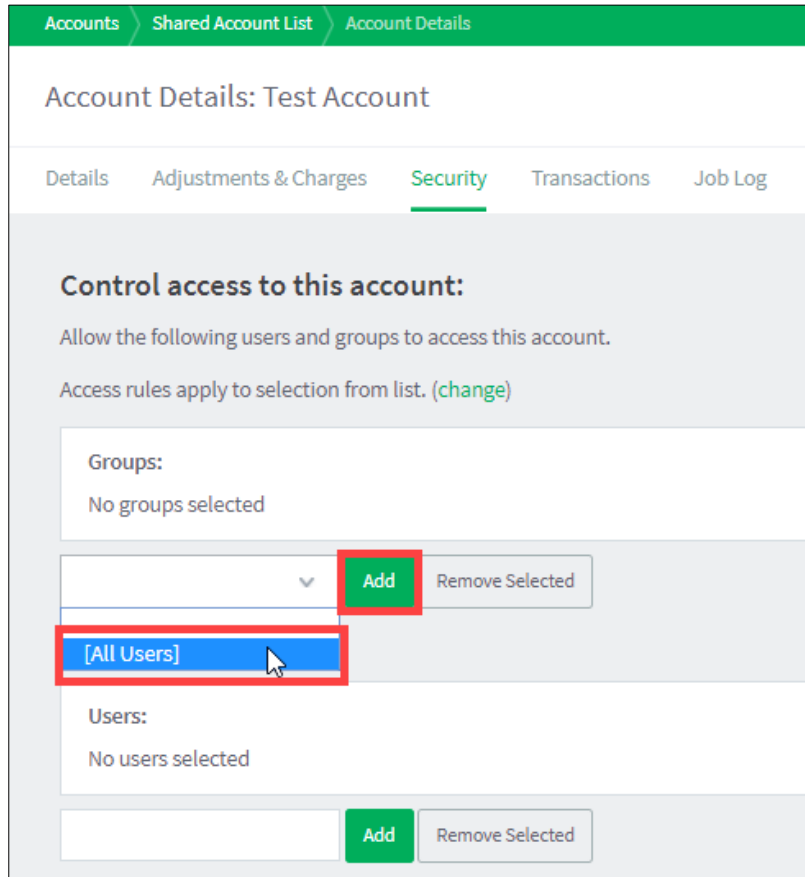 Accounts Shared Account List Account Details
Account Details: Test Account
Details Adjustments & Charges Security Transactions Job Log
Control access to this account:
Allow the following users and groups to access this account.
Access rules apply to selection from list. (change)
Groups:
No groups selected
Add Remove Selected
[All Users]
Users:
No users selected
Add Remove Selected